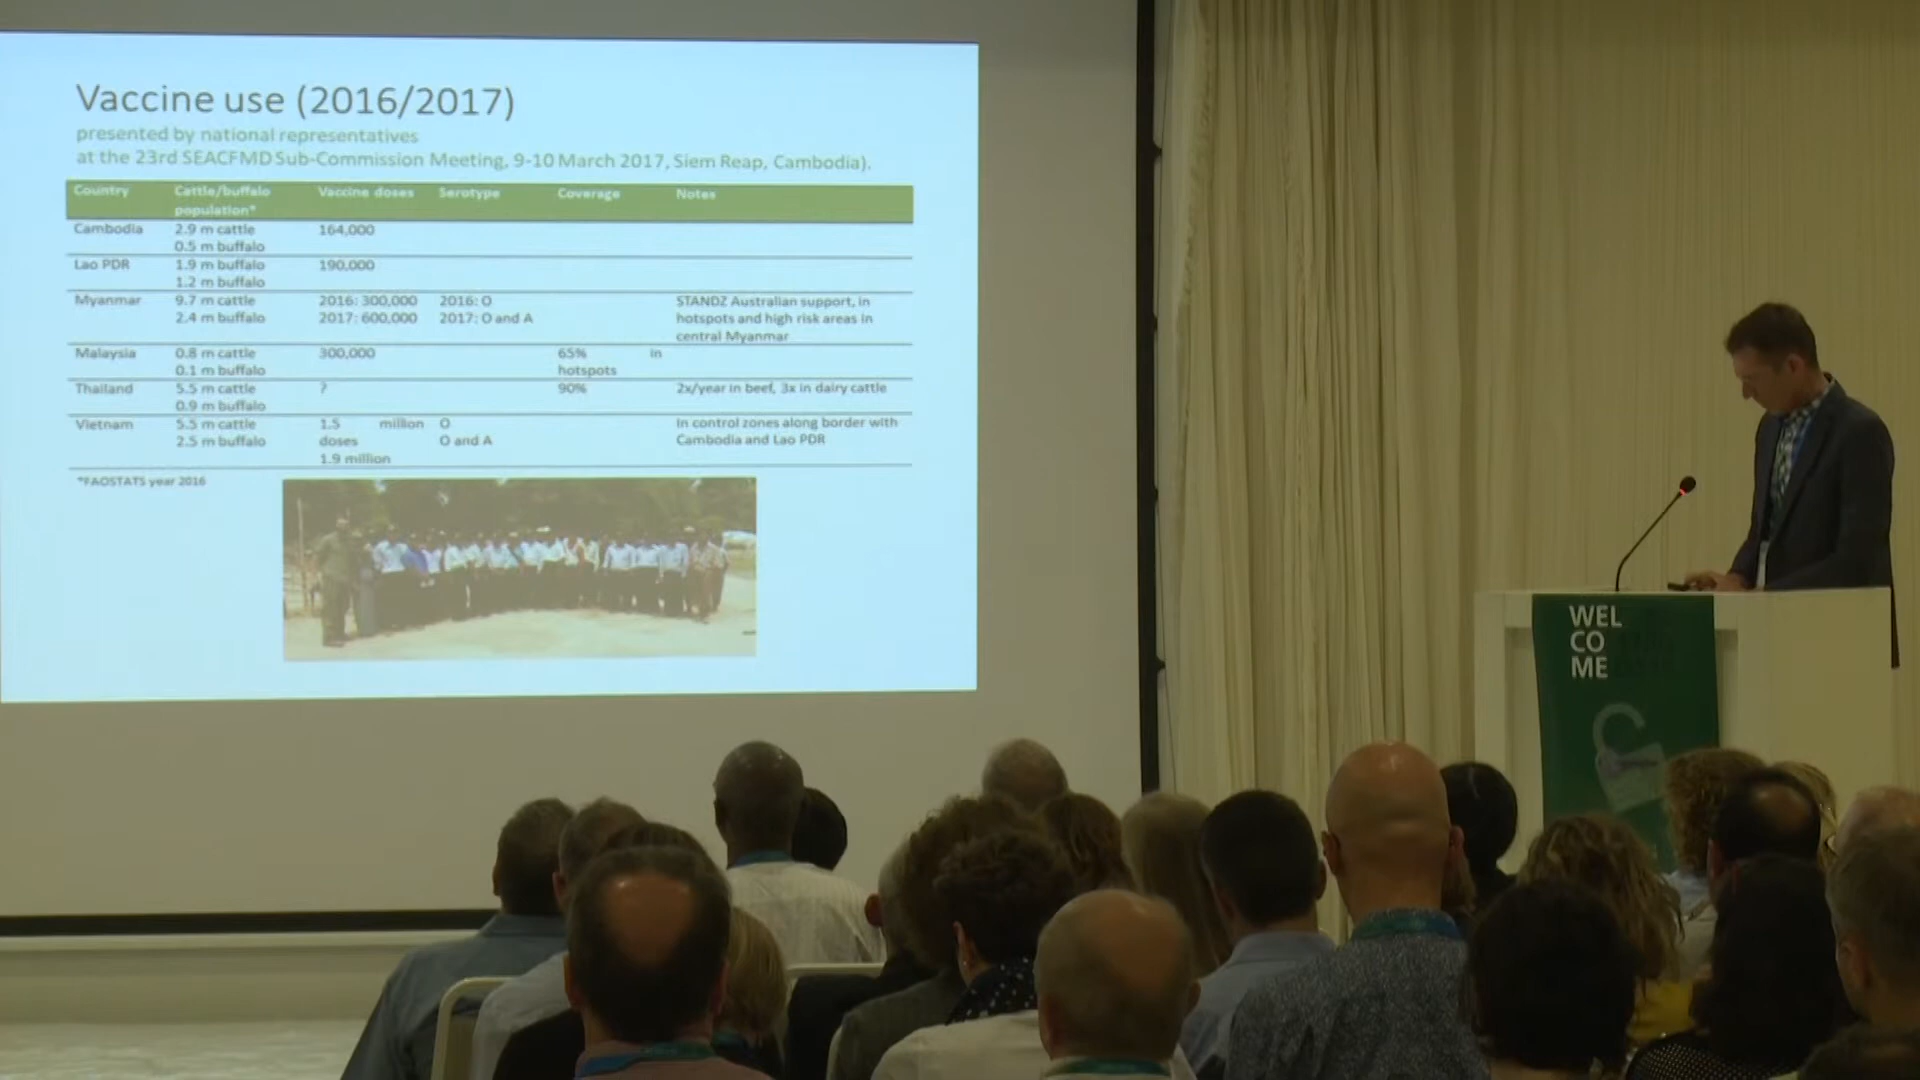 Vaccine use (2016/2017)
presented by national representatives
at the 23rd SEACFMD Sub-Commission Meeting, 9-10 March 2017, Siem Reap, Cambodia).
Country Cattle/buffalo population* Vaccine doses Serotype Coverage Notes
Cambodia 2.9 m cattle 164,000
0.5 m buffalo
Lao PDR 1.9 m buffalo 190,000
1.2 m buffalo
Myanmar 9.7 m cattle 2016: 300,000 2016: O STANDZ Australian support, in
2.4 m buffalo 2017: 600,000 2017: O and A hotspots and high risk areas in
central Myanmar
Malaysia 0.8 m cattle 300,000 65% in
0.1 m buffalo hotspots
Thailand 5.5 m cattle ? 90% 2x/year in beef, 3x in dairy cattle
0.9 m buffalo
Vietnam 5.5 m cattle 1.5 million O In control zones along border with
2.5 m buffalo doses O and A Cambodia and Lao PDR
1.9 million
*FAOSTATS year 2016
WEL
CO
ME